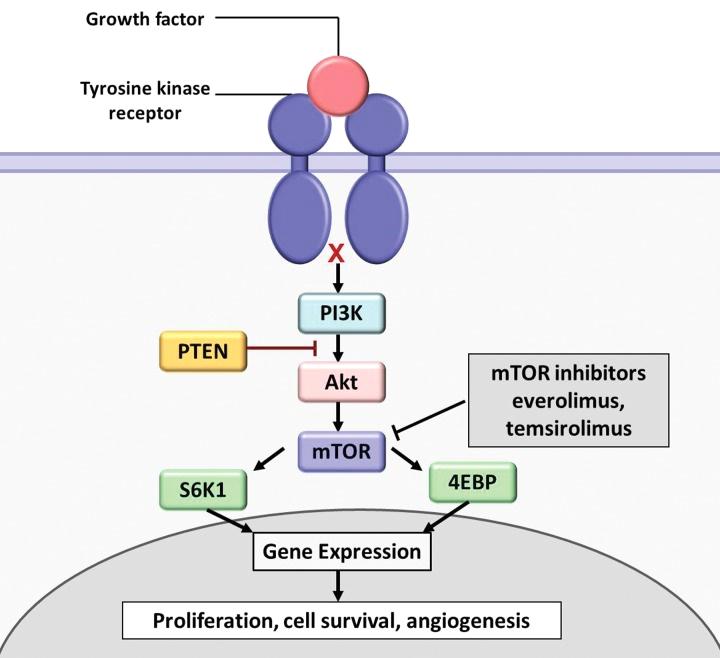 Growth factor
Tyrosine kinase
receptor
X
PI3K
PTEN
Akt
mTOR inhibitors
everolimus,
temsirolimus
mTOR
S6K1
4EBP
Gene Expression
Proliferation, cell survival, angiogenesis